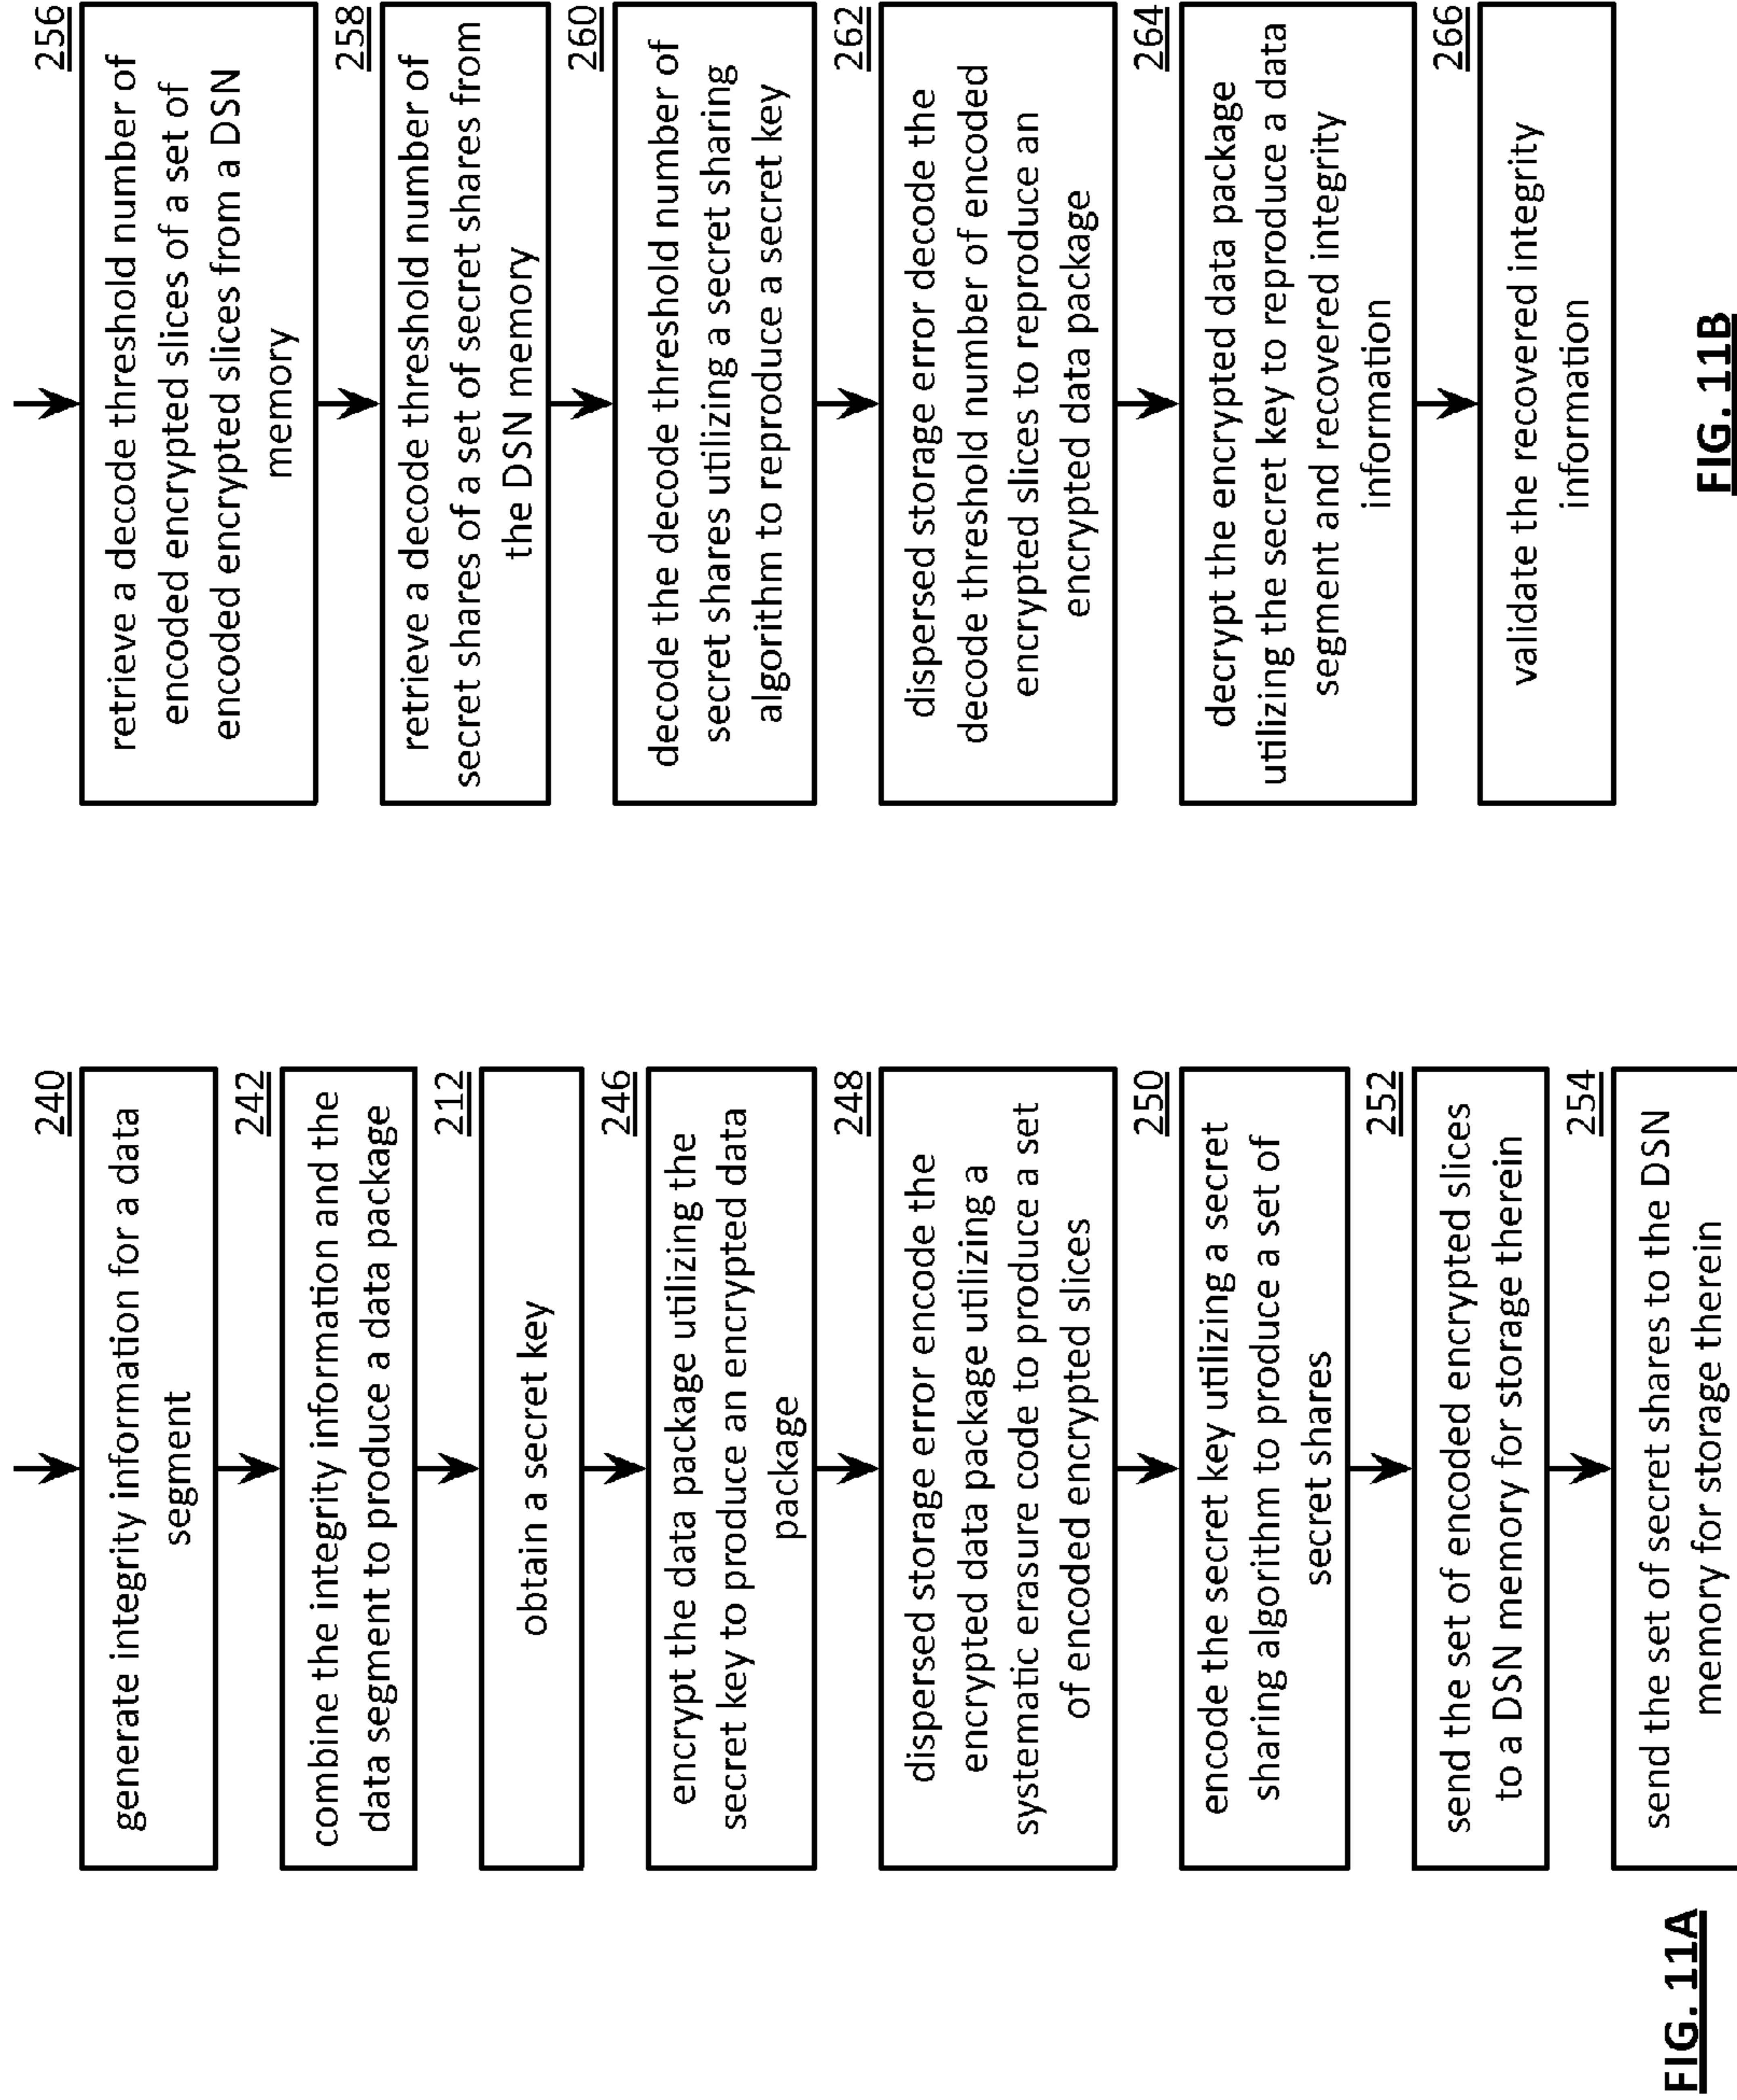 240
generate integrity information for a data
segment
242
combine the integrity information and the
data segment to produce a data package
212
obtain a secret key
246
encrypt the data package utilizing the
secret key to produce an encrypted data
package
248
dispersed storage error encode the
encrypted data package utilizing a
systematic erasure code to produce a set
of encoded encrypted slices
250
encode the secret key utilizing a secret
sharing algorithm to produce a set of
secret shares
252
send the set of encoded encrypted slices
to a DSN memory for storage therein
254
send the set of secret shares to the DSN
memory for storage therein
FIG. 11A
256
retrieve a decode threshold number of
encoded encrypted slices of a set of
encoded encrypted slices from a DSN
memory
258
retrieve a decode threshold number of
secret shares of a set of secret shares from
the DSN memory
260
decode the decode threshold number of
secret shares utilizing a secret sharing
algorithm to reproduce a secret key
262
dispersed storage error decode the
decode threshold number of encoded
encrypted slices to reproduce an
encrypted data package
264
decrypt the encrypted data package
utilizing the secret key to reproduce a data
segment and recovered integrity
information
266
validate the recovered integrity
information
FIG. 11B